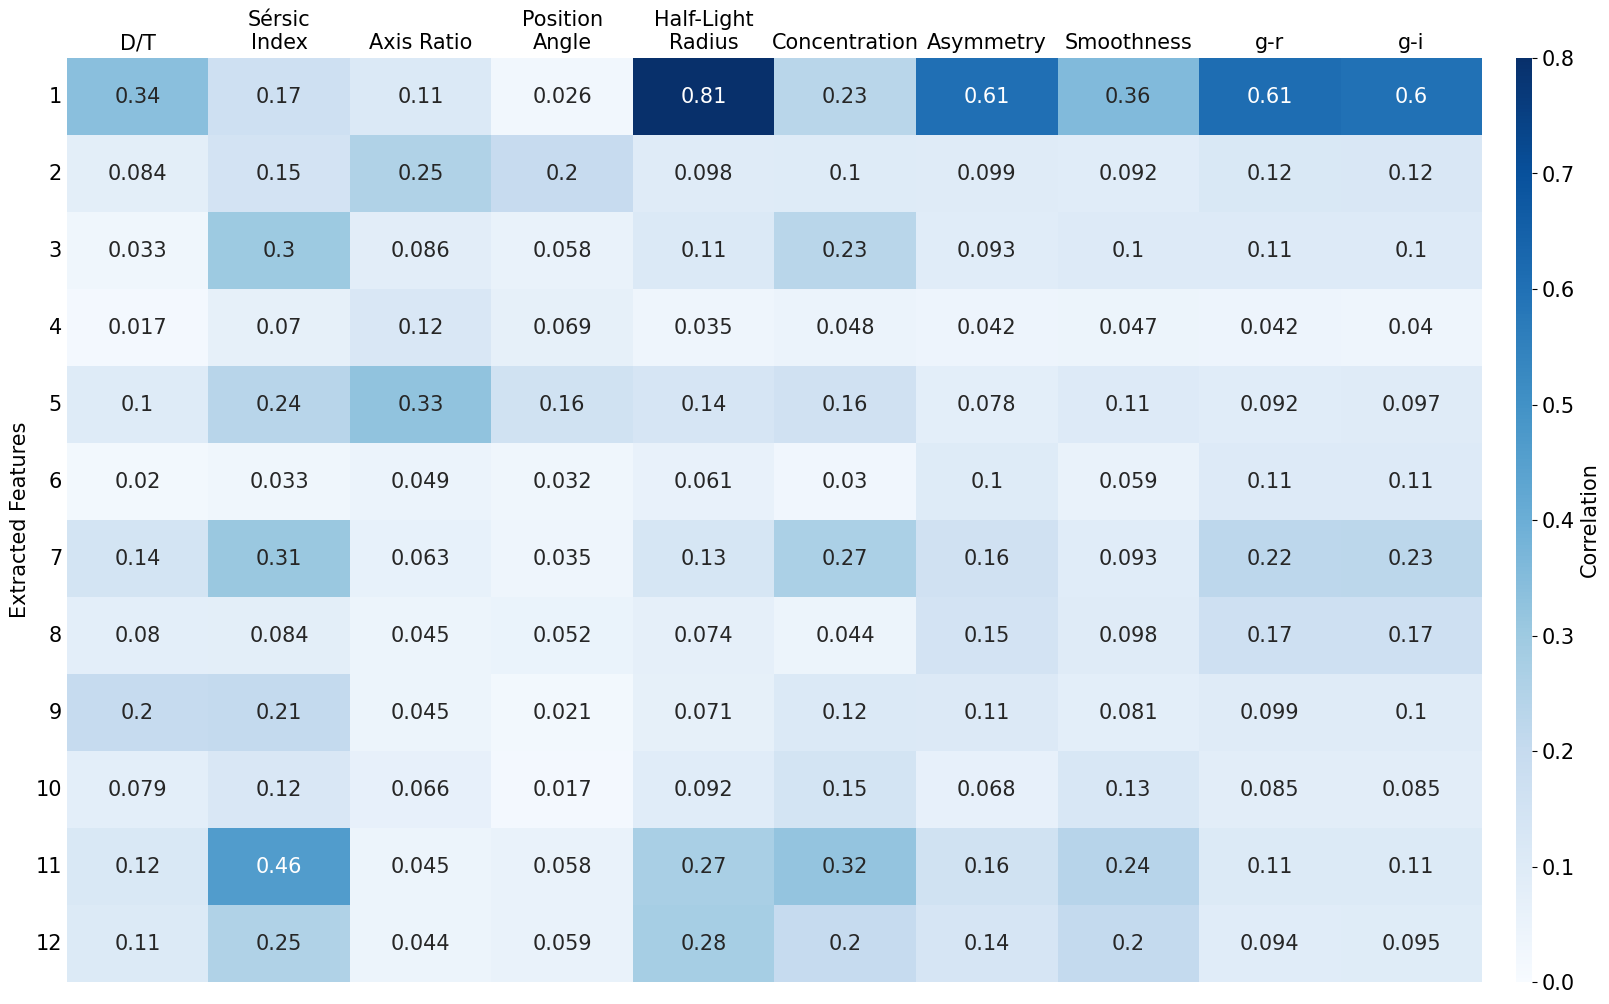 Sérsic Position Half-Light
D/T Index Axis Ratio Angle Radius Concentration Asymmetry Smoothness g-r g-i
1 0.34 0.17 0.11 0.026 0.81 0.23 0.61 0.36 0.61 0.6
2 0.084 0.15 0.25 0.2 0.098 0.1 0.099 0.092 0.12 0.12
3 0.033 0.3 0.086 0.058 0.11 0.23 0.093 0.1 0.11 0.1
4 0.017 0.07 0.12 0.069 0.035 0.048 0.042 0.047 0.042 0.04
5 0.1 0.24 0.33 0.16 0.14 0.16 0.078 0.11 0.092 0.097
6 0.02 0.033 0.049 0.032 0.061 0.03 0.1 0.059 0.11 0.11
7 0.14 0.31 0.063 0.035 0.13 0.27 0.16 0.093 0.22 0.23
8 0.08 0.084 0.045 0.052 0.074 0.044 0.15 0.098 0.17 0.17
9 0.2 0.21 0.045 0.021 0.071 0.12 0.11 0.081 0.099 0.1
10 0.079 0.12 0.066 0.017 0.092 0.15 0.068 0.13 0.085 0.085
11 0.12 0.46 0.045 0.058 0.27 0.32 0.16 0.24 0.11 0.11
12 0.11 0.25 0.044 0.059 0.28 0.2 0.14 0.2 0.094 0.095
Extracted Features
0.8
0.7
0.6
0.5
0.4
0.3
0.2
0.1
0.0
Correlation